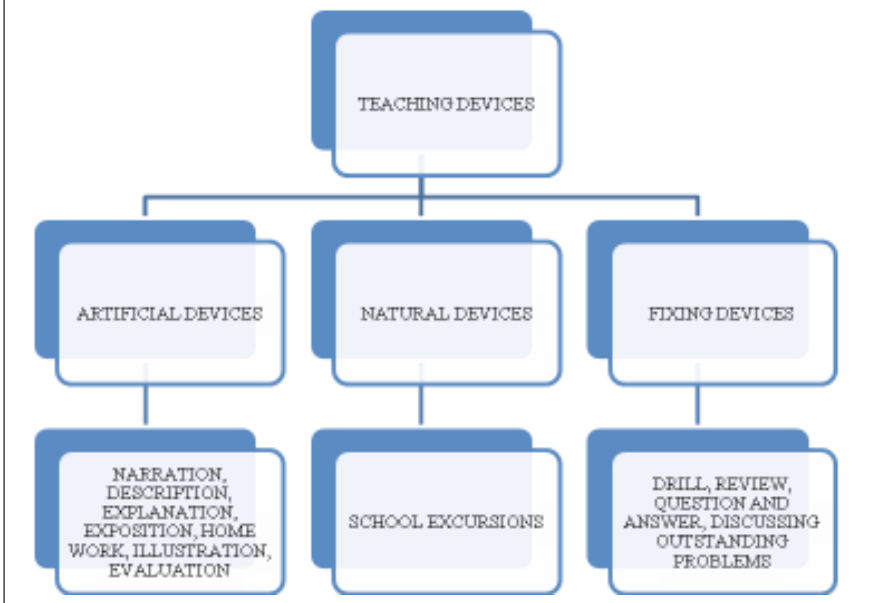 TEACHING DEVICES
ARTIFICIAL DEVICES
NATURAL DEVICES
FIXING DEVICES
NARRATION,
DESCRIPTION,
EXPLANATION,
EXPOSITION, HOME
WORK, ILLUSTRATION,
EVALUATION
SCHOOL EXCURSIONS
DRILL, REVIEW,
QUESTION AND
ANSWER, DISCUSSING
OUTSTANDING
PROBLEMS